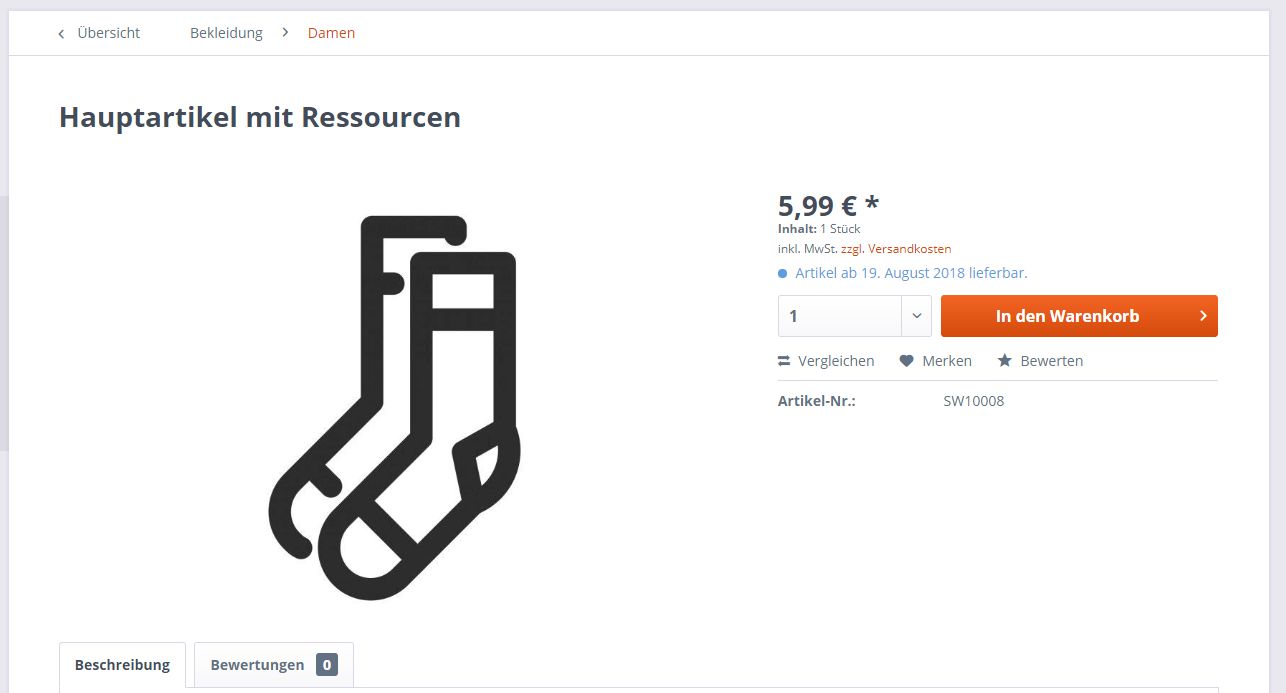 Übersicht Bekleidung Damen
Hauptartikel mit Ressourcen
5,99 € *
Inhalt: 1 Stück
inkl. MwSt. zzgl. Versandkosten
Artikel ab 19. August 2018 lieferbar.
1 In den Warenkorb
Vergleichen Merken Bewerten
Artikel-Nr.: SW10008
Beschreibung Bewertungen 0